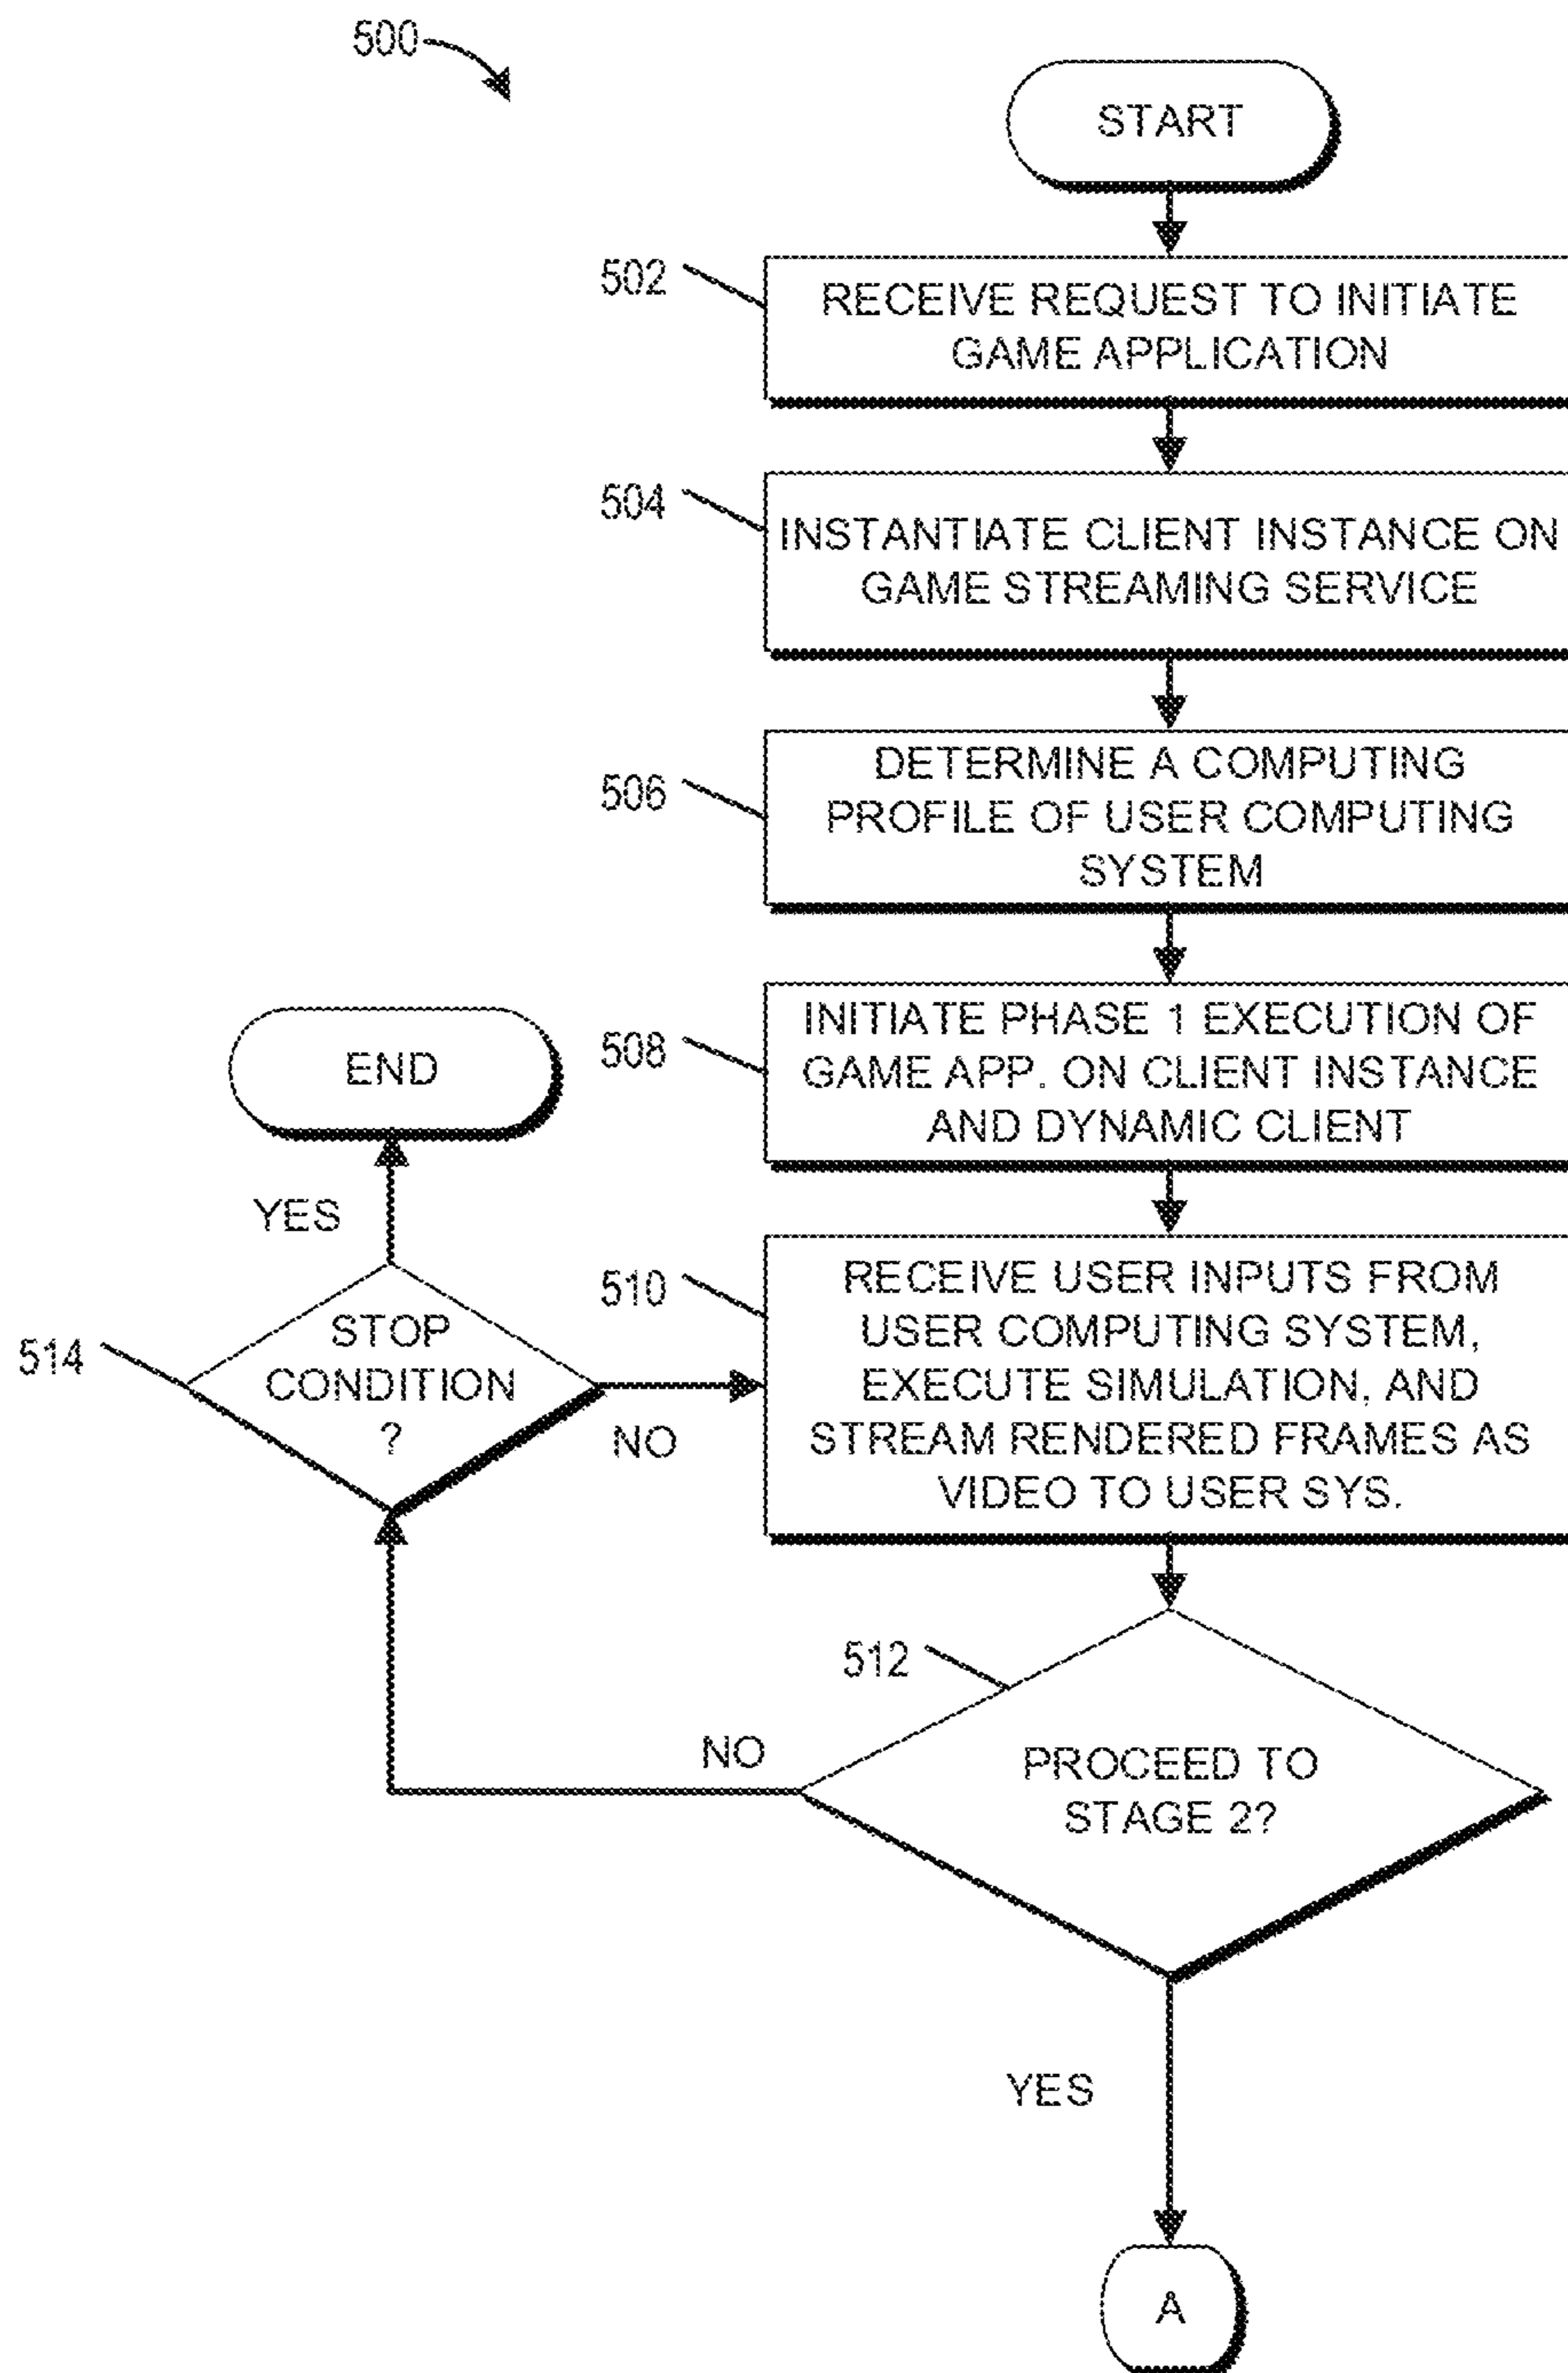 500
START
502
RECEIVE REQUEST TO INITIATE
GAME APPLICATION
504
INSTANTIATE CLIENT INSTANCE ON
GAME STREAMING SERVICE
506
DETERMINE A COMPUTING
PROFILE OF USER COMPUTING
SYSTEM
508
INITIATE PHASE 1 EXECUTION OF
GAME APP. ON CLIENT INSTANCE
AND DYNAMIC CLIENT
END
YES
510
RECEIVE USER INPUTS FROM
USER COMPUTING SYSTEM,
EXECUTE SIMULATION, AND
STREAM RENDERED FRAMES AS
VIDEO TO USER SYS.
514
STOP
CONDITION
?
NO
512
NO
PROCEED TO
STAGE 2?
YES
A